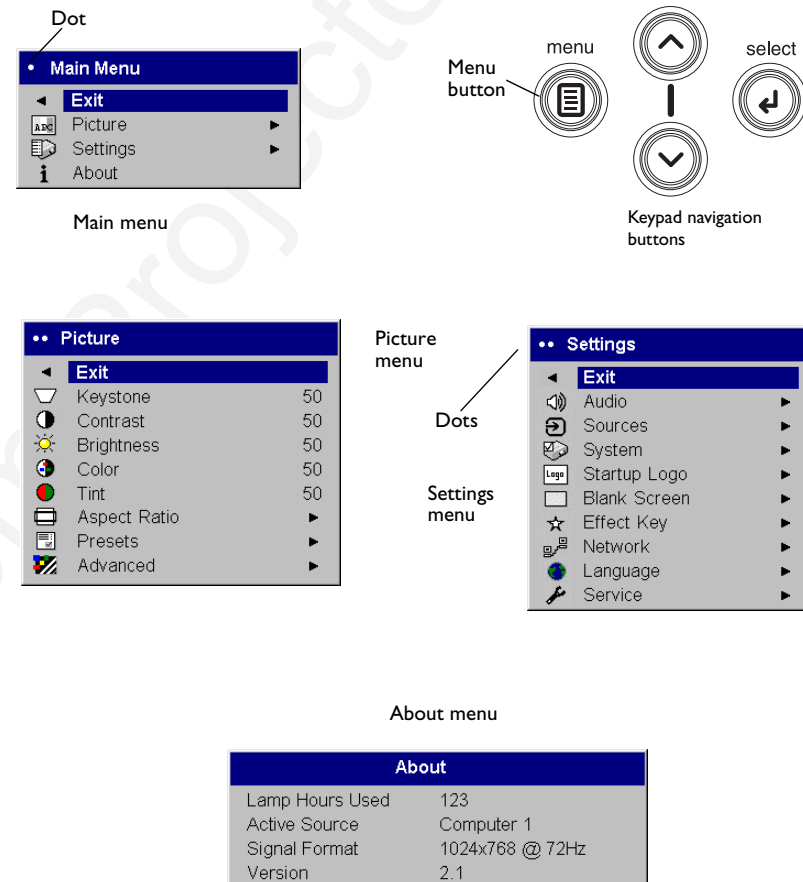 Dot
• Main Menu
Exit
ABC Picture
Settings
i About
Main menu
Menu
button
menu
select
Keypad navigation
buttons
•• Picture
Exit
Keystone 50
Contrast 50
Brightness 50
Color 50
Tint 50
Aspect Ratio
Presets
Advanced
Picture
menu
Dots
Settings
menu
•• Settings
Exit
Audio
Sources
System
Logo Startup Logo
Blank Screen
Effect Key
Network
Language
Service
About menu
About
Lamp Hours Used 123
Active Source Computer 1
Signal Format 1024x768 @ 72Hz
Version 2.1